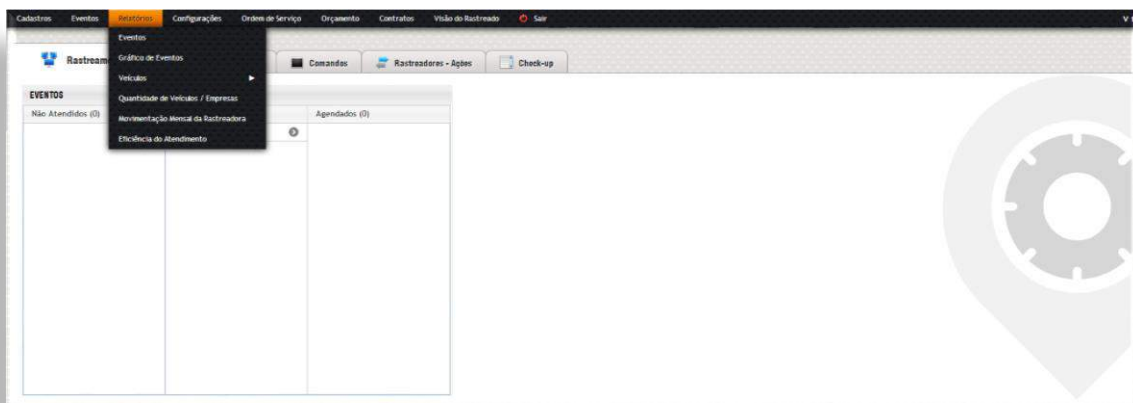 Cadastros Eventos Relatórios Configurações Ordem de Serviço Orçamento Contratos Visão do Rastreado Sair V
Eventos
Gráfico de Eventos
Veículos
Quantidade de Veículos / Empresas
Movimentação Mensal da Rastreadora
Eficiência do Atendimento
Comandos Rastreadores - Ações Check-up
EVENTOS
Não Atendidos (0) Agendados (0)